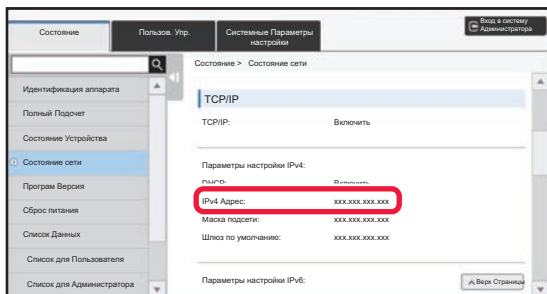 Состояние
Пользов. Упр.
Системные Параметры
настройки
Вход в систему
Администратора
Состояние > Состояние сети
Идентификация аппарата
Полный Подсчет
Состояние Устройства
Состояние сети
Програм Версия
Сброс питания
Список Данных
Список для Пользователя
Список для Администратора
TCP/IP
TCP/IP: Включить
Параметры настройки IPv4:
DHCP: Включить
IPv4 Адрес: xxx.xxx.xxx.xxx
Маска подсети: xxx.xxx.xxx.xxx
Шлюз по умолчанию: xxx.xxx.xxx.xxx
Параметры настройки IPv6:
Верх Страницы